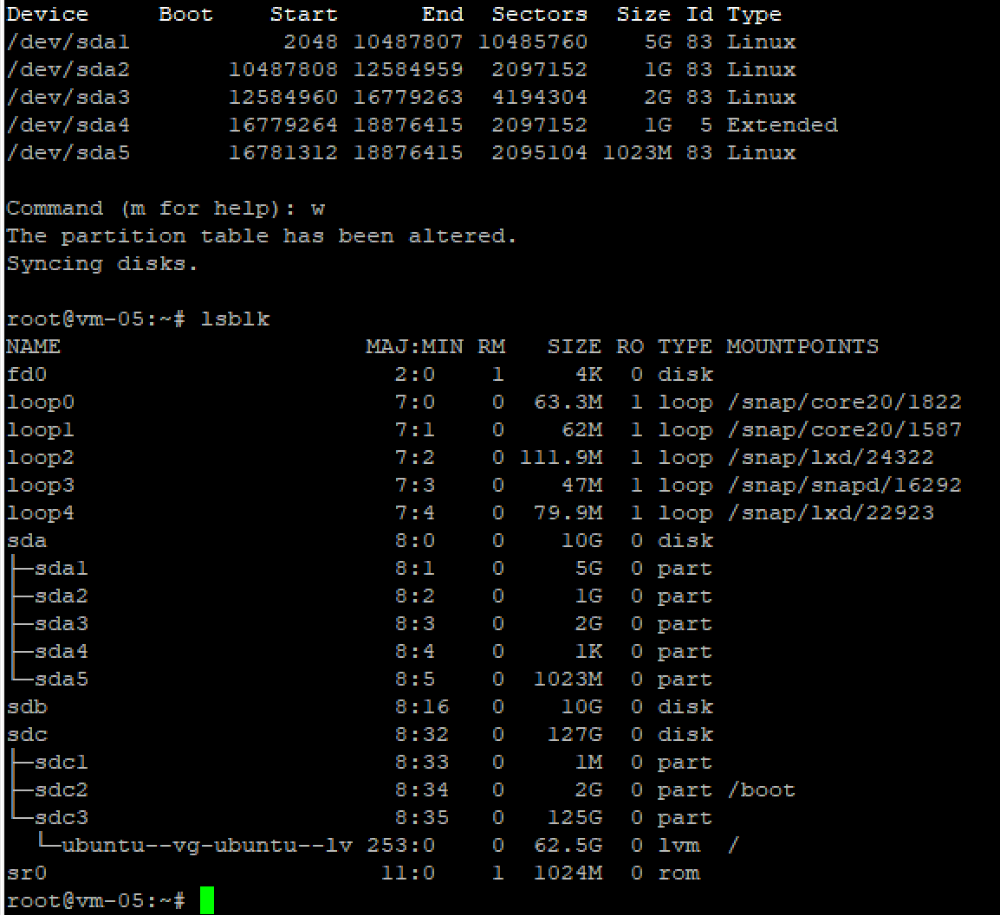 Device     Boot    Start      End  Sectors  Size Id Type
/dev/sda1           2048 10487807 10485760    5G 83 Linux
/dev/sda2       10487808 12584959  2097152    1G 83 Linux
/dev/sda3       12584960 16779263  4194304    2G 83 Linux
/dev/sda4       16779264 18876415  2097152    1G  5 Extended
/dev/sda5       16781312 18876415  2095104 1023M 83 Linux

Command (m for help): w
The partition table has been altered.
Syncing disks.

root@vm-05:~# lsblk
NAME                      MAJ:MIN RM   SIZE RO TYPE MOUNTPOINTS
fd0                         2:0    1     4K  0 disk
loop0                       7:0    0  63.3M  1 loop /snap/core20/1822
loop1                       7:1    0    62M  1 loop /snap/core20/1587
loop2                       7:2    0 111.9M  1 loop /snap/lxd/24322
loop3                       7:3    0    47M  1 loop /snap/snapd/16292
loop4                       7:4    0  79.9M  1 loop /snap/lxd/22923
sda                         8:0    0    10G  0 disk
├─sda1                      8:1    0     5G  0 part
├─sda2                      8:2    0     1G  0 part
├─sda3                      8:3    0     2G  0 part
├─sda4                      8:4    0     1K  0 part
└─sda5                      8:5    0  1023M  0 part
sdb                         8:16   0    10G  0 disk
sdc                         8:32   0   127G  0 disk
├─sdc1                      8:33   0     1M  0 part
├─sdc2                      8:34   0     2G  0 part /boot
└─sdc3                      8:35   0   125G  0 part
  └─ubuntu--vg-ubuntu--lv 253:0    0  62.5G  0 lvm  /
sr0                        11:0    1  1024M  0 rom
root@vm-05:~#